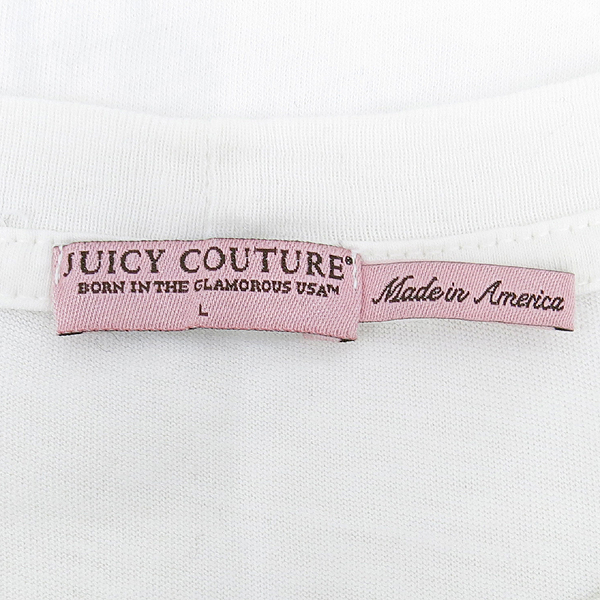 JUICY COUTURE®
BORN IN THE GLAMOROUS USA™
L
Made in America